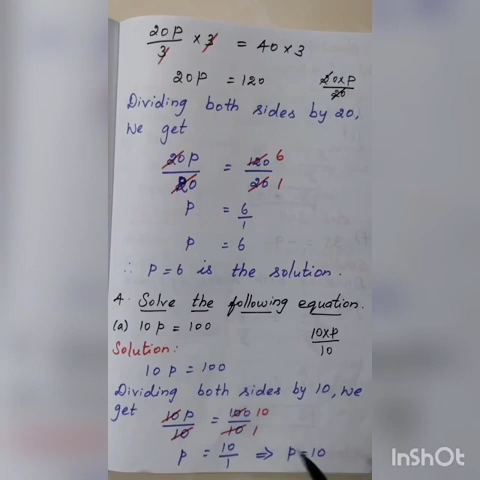 20P/3 × 3 = 40 × 3
20P = 120 20×P/20
Dividing both sides by 20,
we get
20P/20 = 120/20 6/1
P = 6/1
P = 6
∴ P = 6 is the solution.
4. Solve the following equation.
(a) 10P = 100 10×P/10
Solution:
10P = 100
Dividing both sides by 10, we
get
10P/10 = 100/10 10/1
P = 10/1 ⇒ P = 10
InShot